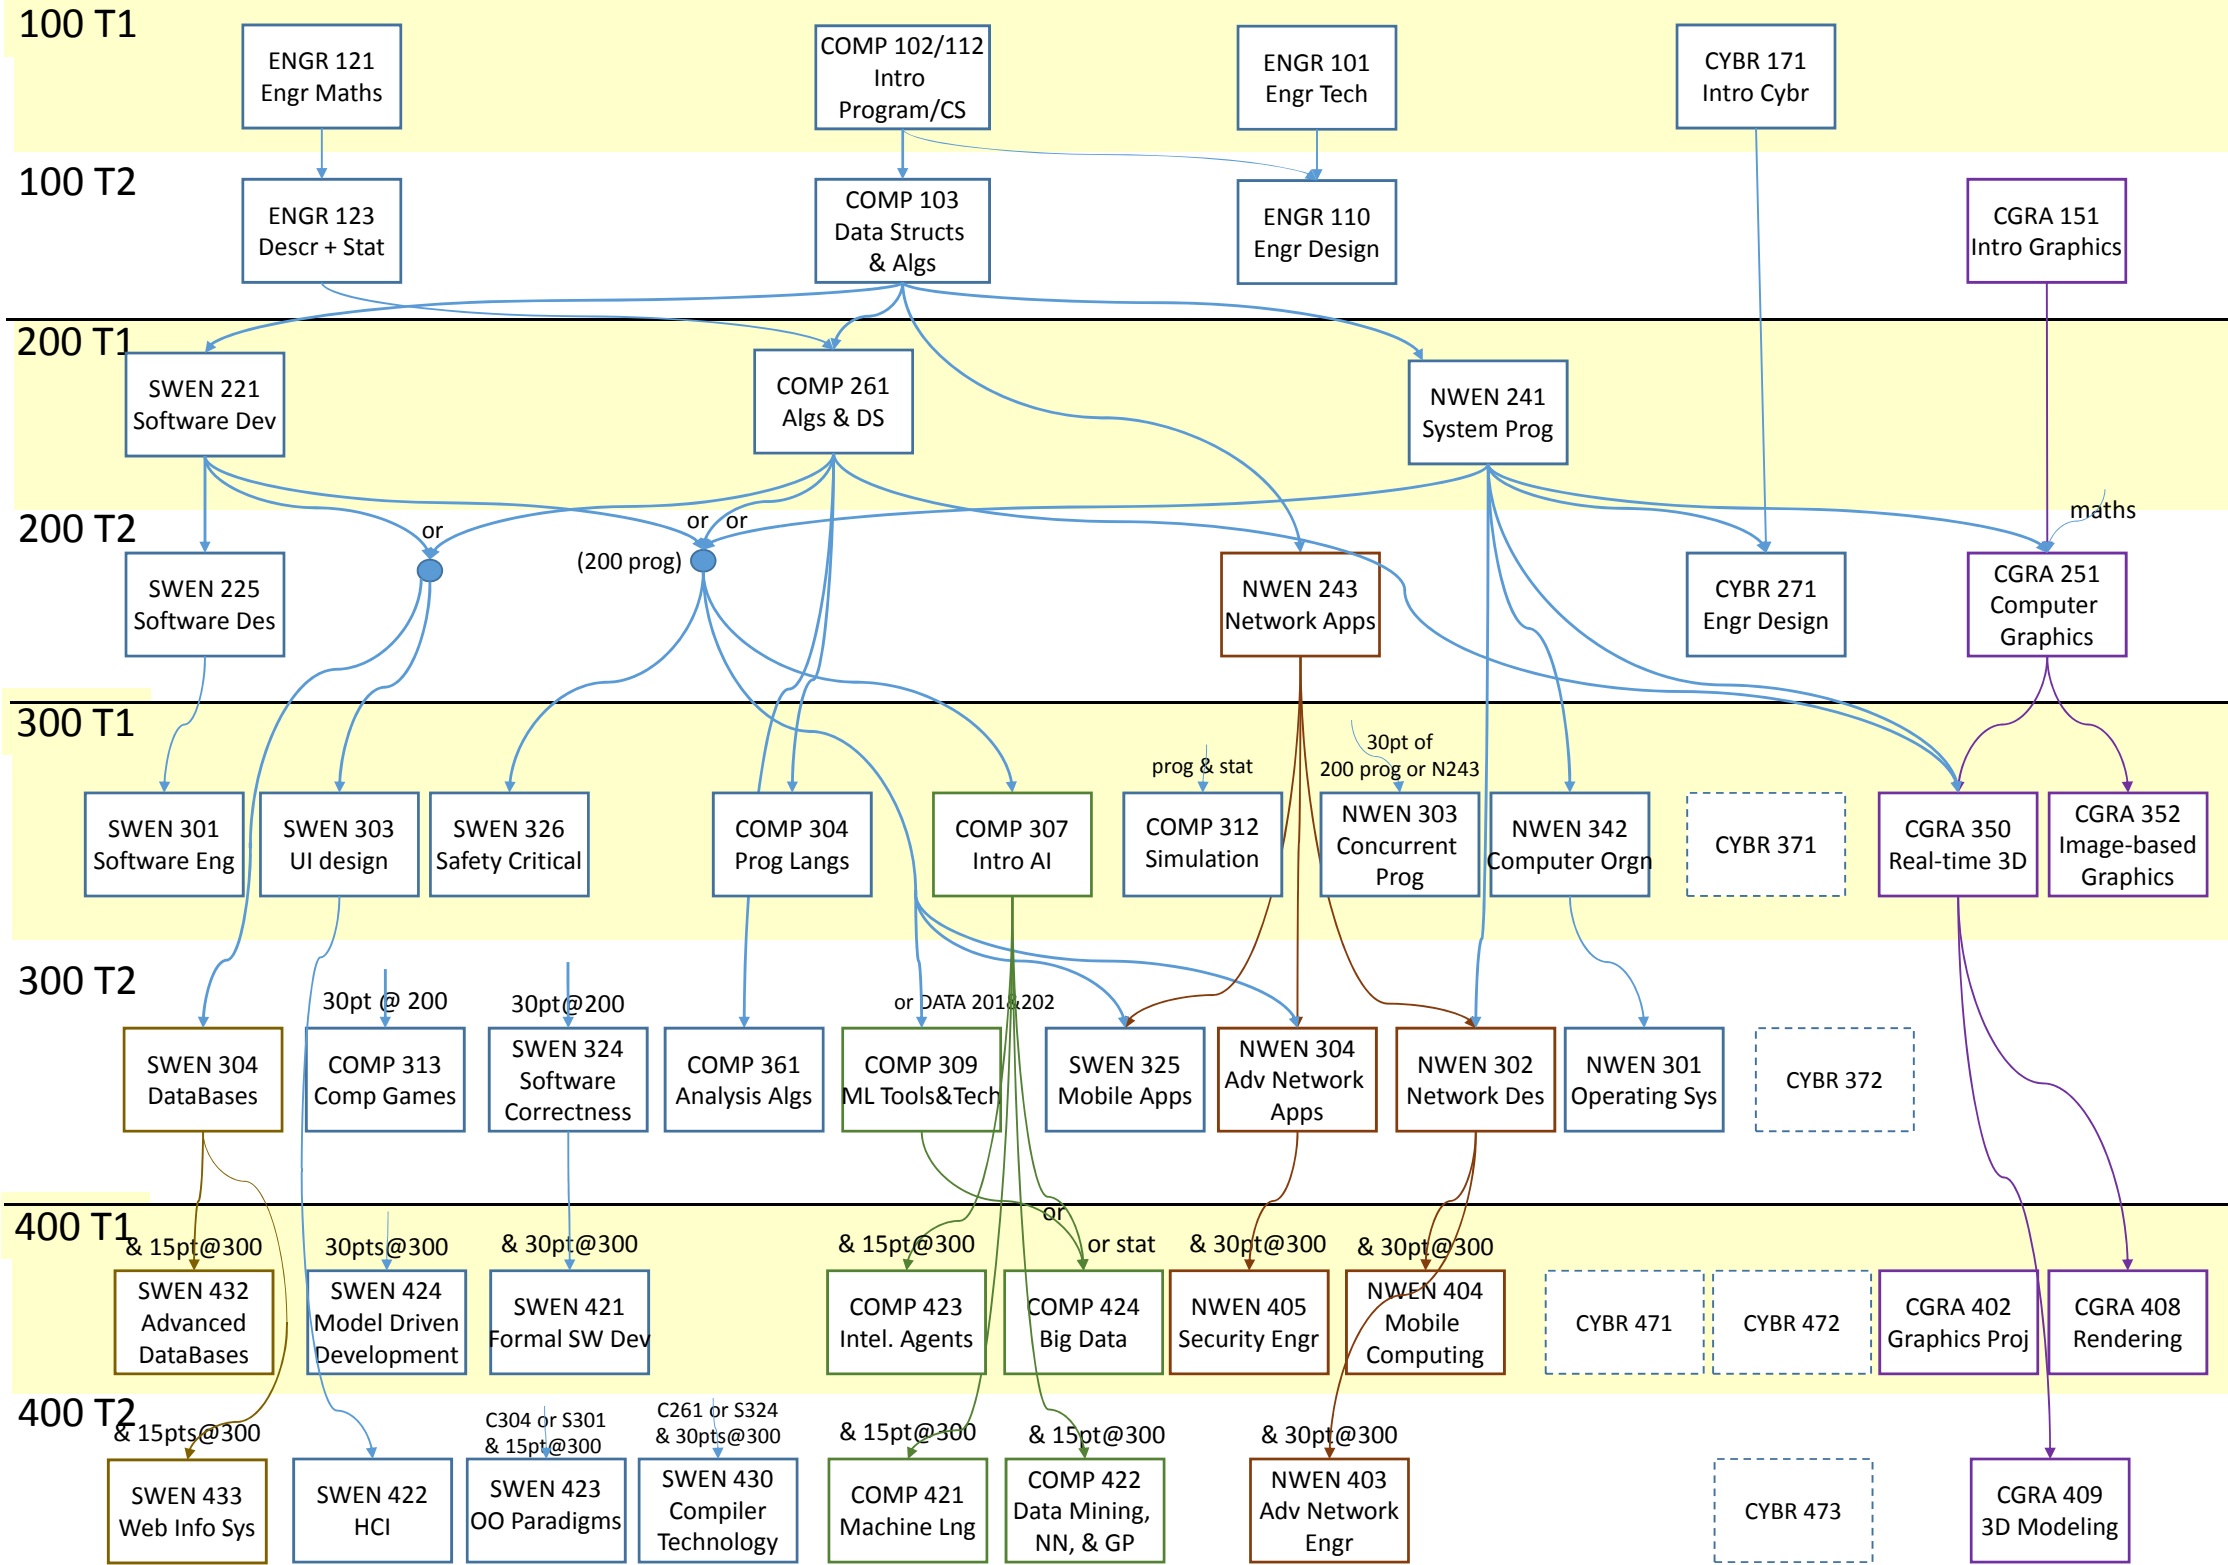 100 T1
ENGR 121
Engr Maths
COMP 102/112
Intro
Program/CS
ENGR 101
Engr Tech
CYBR 171
Intro Cybr
100 T2
ENGR 123
Descr + Stat
COMP 103
Data Structs
& Algs
ENGR 110
Engr Design
CGRA 151
Intro Graphics
200 T1
SWEN 221
Software Dev
COMP 261
Algs & DS
NWEN 241
System Prog
200 T2
or
or
or
(200 prog)
maths
SWEN 225
Software Des
NWEN 243
Network Apps
CYBR 271
Engr Design
CGRA 251
Computer
Graphics
300 T1
prog & stat
30pt of
200 prog or N243
SWEN 301
Software Eng
SWEN 303
UI design
SWEN 326
Safety Critical
COMP 304
Prog Langs
COMP 307
Intro AI
COMP 312
Simulation
NWEN 303
Concurrent
Prog
NWEN 342
Computer Orgn
CYBR 371
CGRA 350
Real-time 3D
CGRA 352
Image-based
Graphics
300 T2
30pt @ 200
30pt@200
or DATA 201&202
SWEN 304
DataBases
COMP 313
Comp Games
SWEN 324
Software
Correctness
COMP 361
Analysis Algs
COMP 309
ML Tools&Tech
SWEN 325
Mobile Apps
NWEN 304
Adv Network
Apps
NWEN 302
Network Des
NWEN 301
Operating Sys
CYBR 372
400 T1
& 15pt@300
30pts@300
& 30pt@300
& 15pt@300
or
or stat
& 30pt@300
& 30pt@300
SWEN 432
Advanced
DataBases
SWEN 424
Model Driven
Development
SWEN 421
Formal SW Dev
COMP 423
Intel. Agents
COMP 424
Big Data
NWEN 405
Security Engr
NWEN 404
Mobile
Computing
CYBR 471
CYBR 472
CGRA 402
Graphics Proj
CGRA 408
Rendering
400 T2
& 15pts@300
C304 or S301
& 15pt@300
C261 or S324
& 30pts@300
& 15pt@300
& 15pt@300
& 30pt@300
SWEN 433
Web Info Sys
SWEN 422
HCI
SWEN 423
OO Paradigms
SWEN 430
Compiler
Technology
COMP 421
Machine Lng
COMP 422
Data Mining,
NN, & GP
NWEN 403
Adv Network
Engr
CYBR 473
CGRA 409
3D Modeling